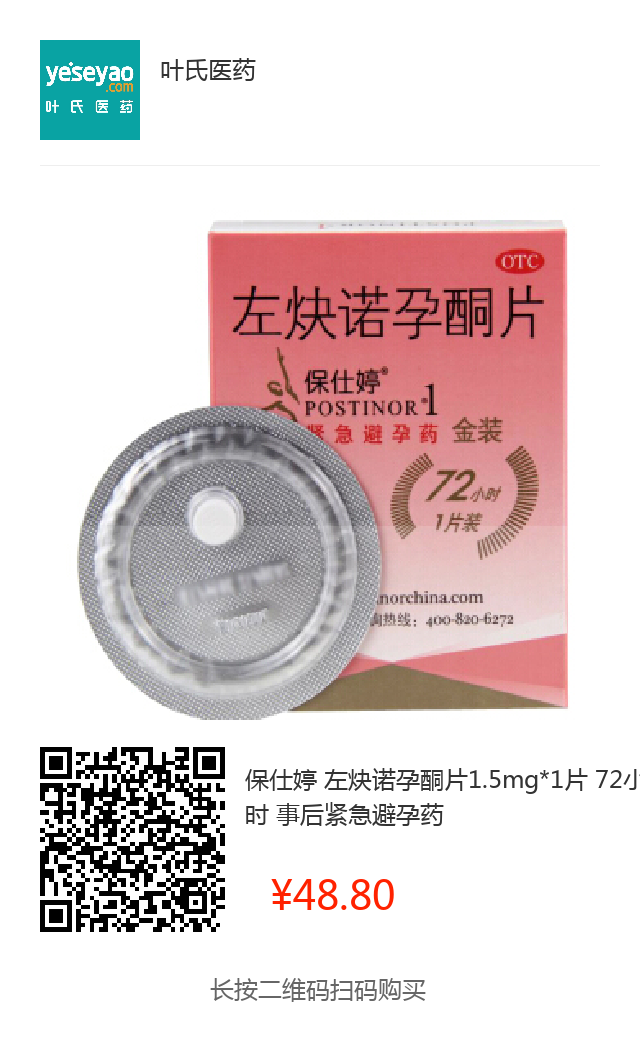 yeseyao
.com
叶氏医药
叶氏医药
OTC
左炔诺孕酮片
保仕婷®
POSTINOR®1
紧急避孕药 金装
72小时
1片装
norchina.com
热线：400-820-6272
保仕婷 左炔诺孕酮片1.5mg*1片 72小
时 事后紧急避孕药
¥48.80
长按二维码扫码购买